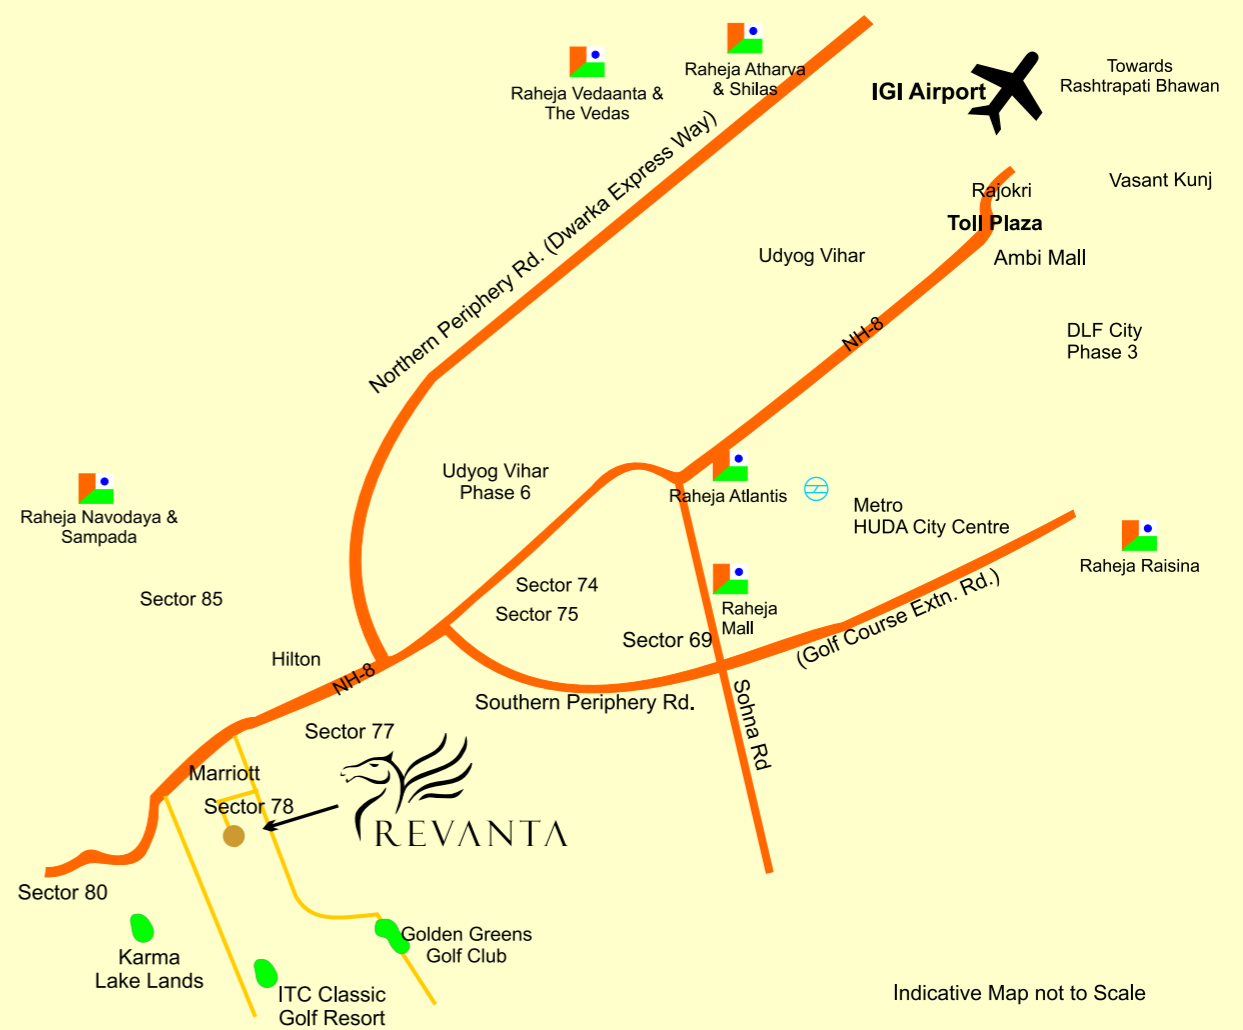 Raheja Atharva
& Shilas
Raheja Vedaanta &
The Vedas
IGI Airport
Towards
Rashtrapati Bhawan
Northern Periphery Rd. (Dwarka Express Way)
Rajokri
Vasant Kunj
Toll Plaza
Udyog Vihar
Ambi Mall
NH-8
DLF City
Phase 3
Udyog Vihar
Phase 6
Raheja Atlantis
Metro
HUDA City Centre
Raheja Navodaya &
Sampada
Raheja Raisina
Sector 85
Sector 74
Sector 75
Raheja
Mall
Sector 69
(Golf Course Extn. Rd.)
Hilton
NH-8
Southern Periphery Rd.
Sohna Rd
Sector 77
Marriott
Sector 78
REVANTA
Sector 80
Karma
Lake Lands
Golden Greens
Golf Club
ITC Classic
Golf Resort
Indicative Map not to Scale